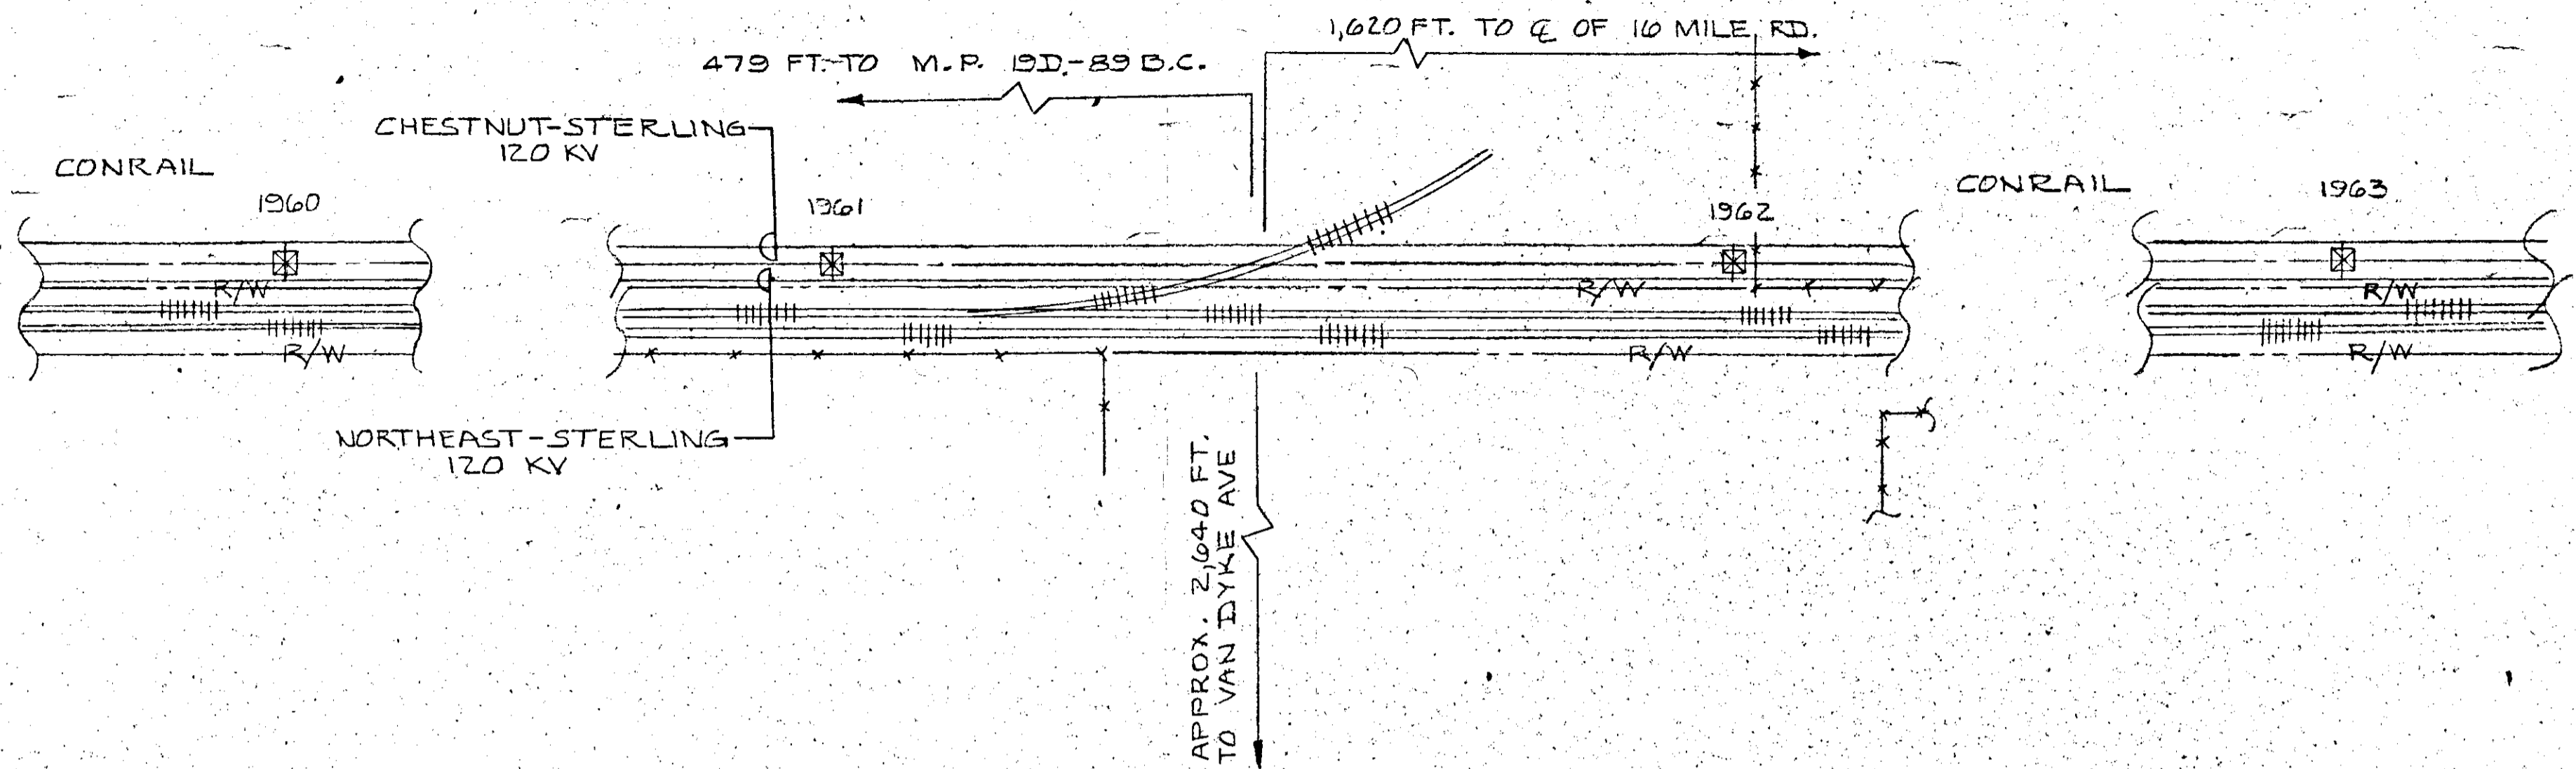 1,620 FT. TO ℄ OF 16 MILE RD.
479 FT. TO M.P. 19D.-89 B.C.
CHESTNUT-STERLING
120 KV
CONRAIL
1960
1961
1962
CONRAIL
1963
R/W
R/W
R/W
R/W
R/W
R/W
NORTHEAST-STERLING
120 KV
APPROX. 2,640 FT.
TO VAN DYKE AVE